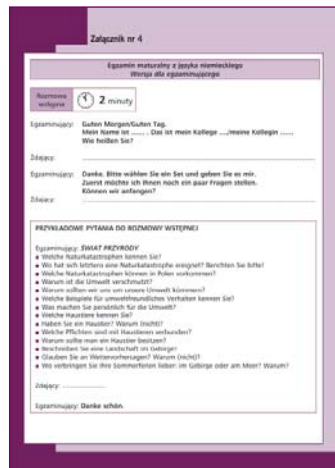 Załącznik nr 4
Egzamin maturalny z języka niemieckiego
Wersja dla egzaminującego
Rozmowa
wstępna
2 minuty
Egzaminujący: Guten Morgen/Guten Tag.
Mein Name ist ...... . Das ist mein Kollege ..../meine Kollegin ......
Wie heißen Sie?
Zdający: ......
Egzaminujący: Danke. Bitte wählen Sie ein Set und geben Sie es mir.
Zuerst möchte ich Ihnen noch ein paar Fragen stellen.
Können wir anfangen?
Zdający: ......
PRZYKŁADOWE PYTANIA DO ROZMOWY WSTĘPNEJ
Egzaminujący: ŚWIAT PRZYRODY
• Welche Naturkatastrophen kennen Sie?
• Wo hat sich letztens eine Naturkatastrophe ereignet? Berichten Sie bitte!
• Welche Naturkatastrophen können in Polen vorkommen?
• Warum ist die Umwelt verschmutzt?
• Warum sollten wir uns um unsere Umwelt kümmern?
• Welche Beispiele für umweltfreundliches Verhalten kennen Sie?
• Was machen Sie persönlich für die Umwelt?
• Welche Haustiere kennen Sie?
• Haben Sie ein Haustier? Warum (nicht)?
• Welche Pflichten sind mit Haustieren verbunden?
• Warum sollte man ein Haustier besitzen?
• Beschreiben Sie eine Landschaft im Gebirge!
• Glauben Sie an Wettervorhersagen? Warum (nicht)?
• Wo verbringen Sie Ihre Sommerferien lieber: im Gebirge oder am Meer? Warum?
Zdający: ......
Egzaminujący: Danke schön.